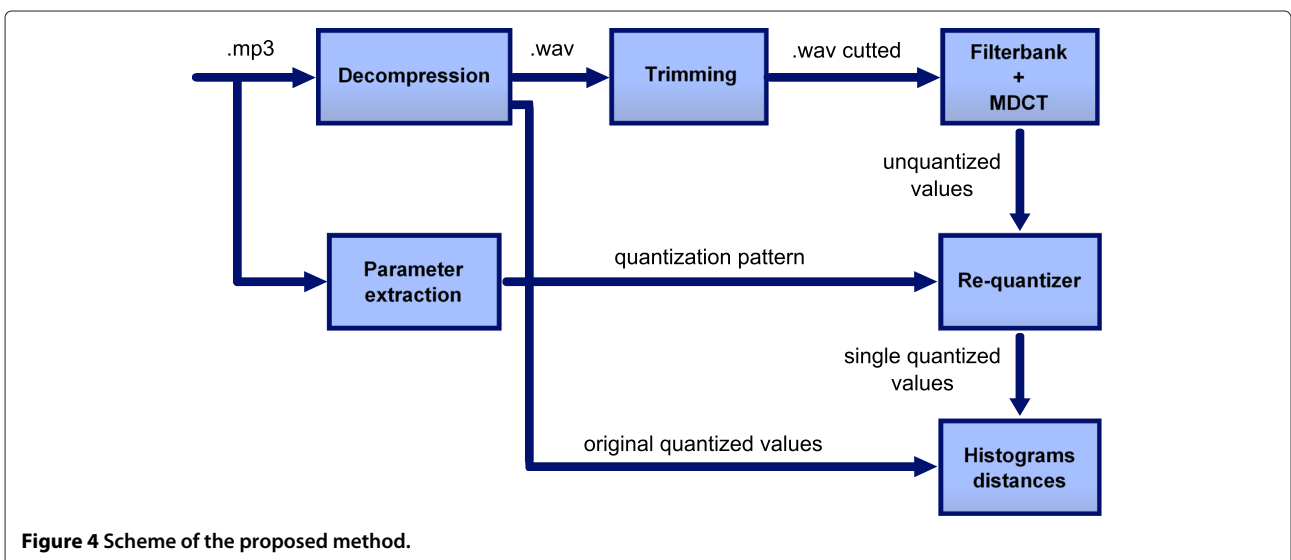 .mp3
Decompression
.wav
Trimming
.wav cutted
Filterbank
+
MDCT
unquantized
values
Parameter
extraction
quantization pattern
Re-quantizer
single quantized
values
original quantized values
Histograms
distances
Figure 4 Scheme of the proposed method.